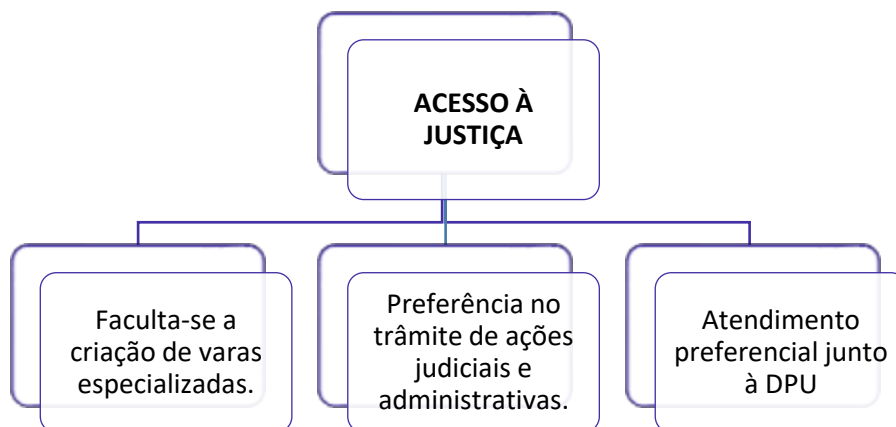 ACESSO À
JUSTIÇA
Faculta-se a
criação de varas
especializadas.
Preferência no
trâmite de ações
judiciais e
administrativas.
Atendimento
preferencial junto
à DPU